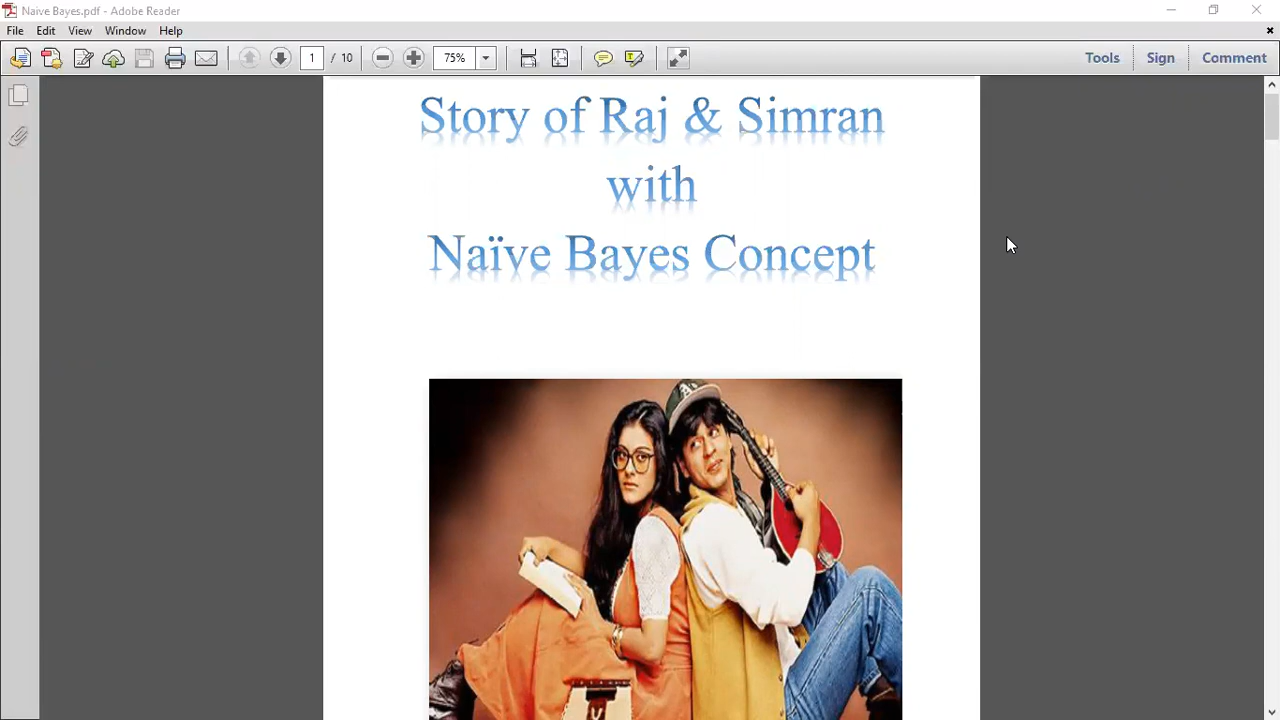 Naive Bayes.pdf - Adobe Reader
File Edit View Window Help
1 / 10 75% Tools Sign Comment
Story of Raj & Simran
with
Naïve Bayes Concept